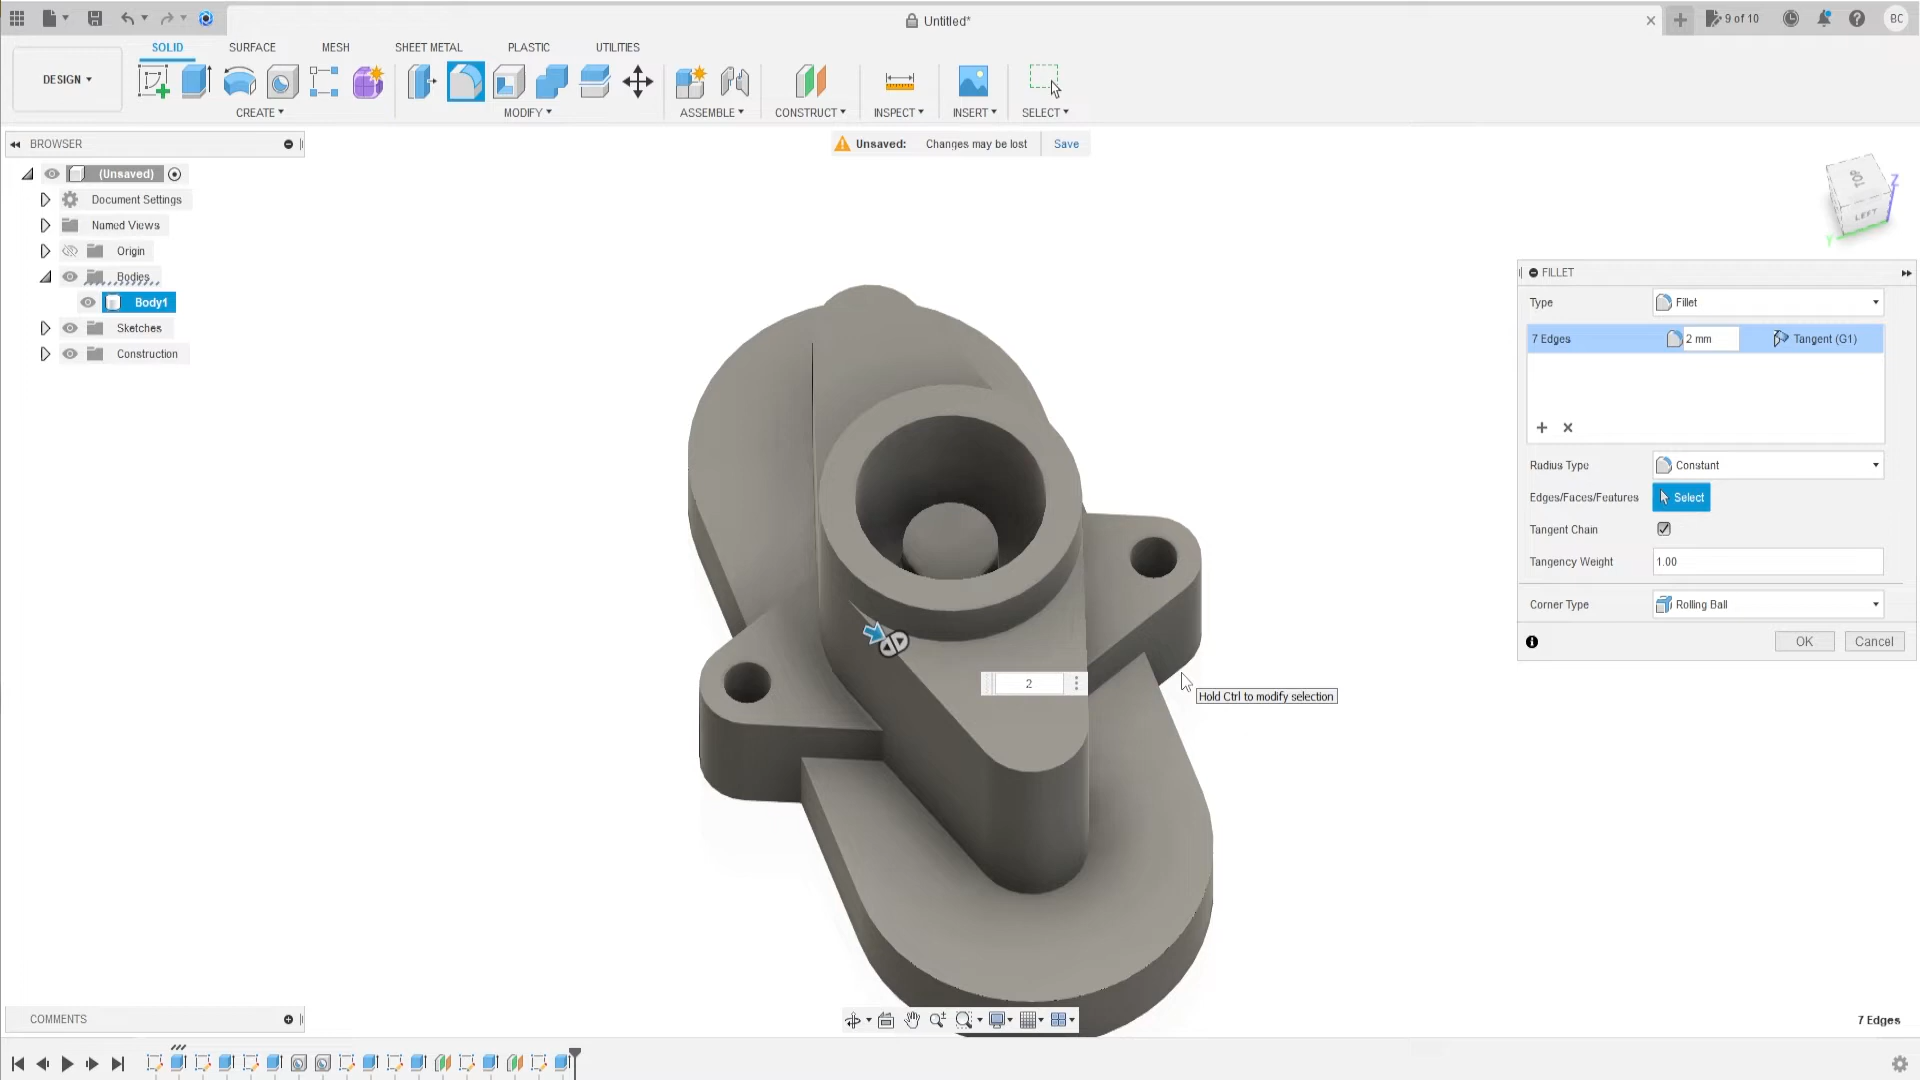 Untitled*
9 of 10
BC
DESIGN
SOLID
SURFACE
MESH
SHEET METAL
PLASTIC
UTILITIES
CREATE
MODIFY
ASSEMBLE
CONSTRUCT
INSPECT
INSERT
SELECT
BROWSER
Unsaved: Changes may be lost Save
(Unsaved)
Document Settings
Named Views
Origin
Bodies
Body1
Sketches
Construction
TOP
LEFT
Z
Y
FILLET
Type Fillet
7 Edges 2 mm Tangent (G1)
Radius Type Constant
Edges/Faces/Features Select
Tangent Chain
Tangency Weight 1.00
Corner Type Rolling Ball
OK Cancel
2
Hold Ctrl to modify selection
COMMENTS
7 Edges